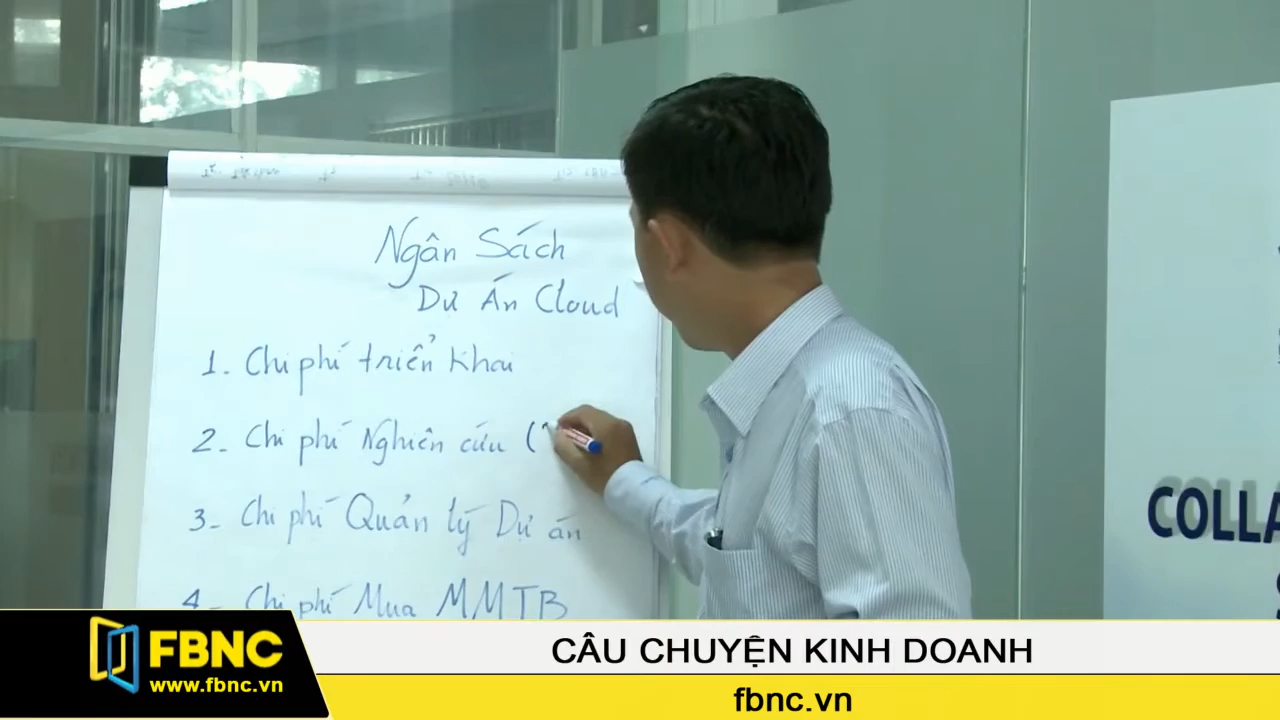 Ngân Sách
Dự Án Cloud
1. Chi phí triển khai
2- Chi phí Nghiên cứu (
3- Chi phí Quản lý Dự án
4- Chi phí Mua MMTB
COLLA
FBNC
www.fbnc.vn
CÂU CHUYỆN KINH DOANH
fbnc.vn